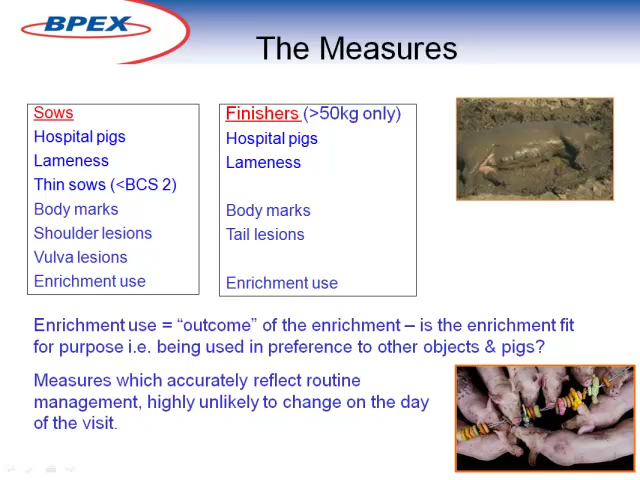 BPEX
The Measures
Sows
Hospital pigs
Lameness
Thin sows (<BCS 2)
Body marks
Shoulder lesions
Vulva lesions
Enrichment use
Finishers (>50kg only)
Hospital pigs
Lameness
Body marks
Tail lesions
Enrichment use
Enrichment use = “outcome” of the enrichment – is the enrichment fit
for purpose i.e. being used in preference to other objects & pigs?
Measures which accurately reflect routine
management, highly unlikely to change on the day
of the visit.